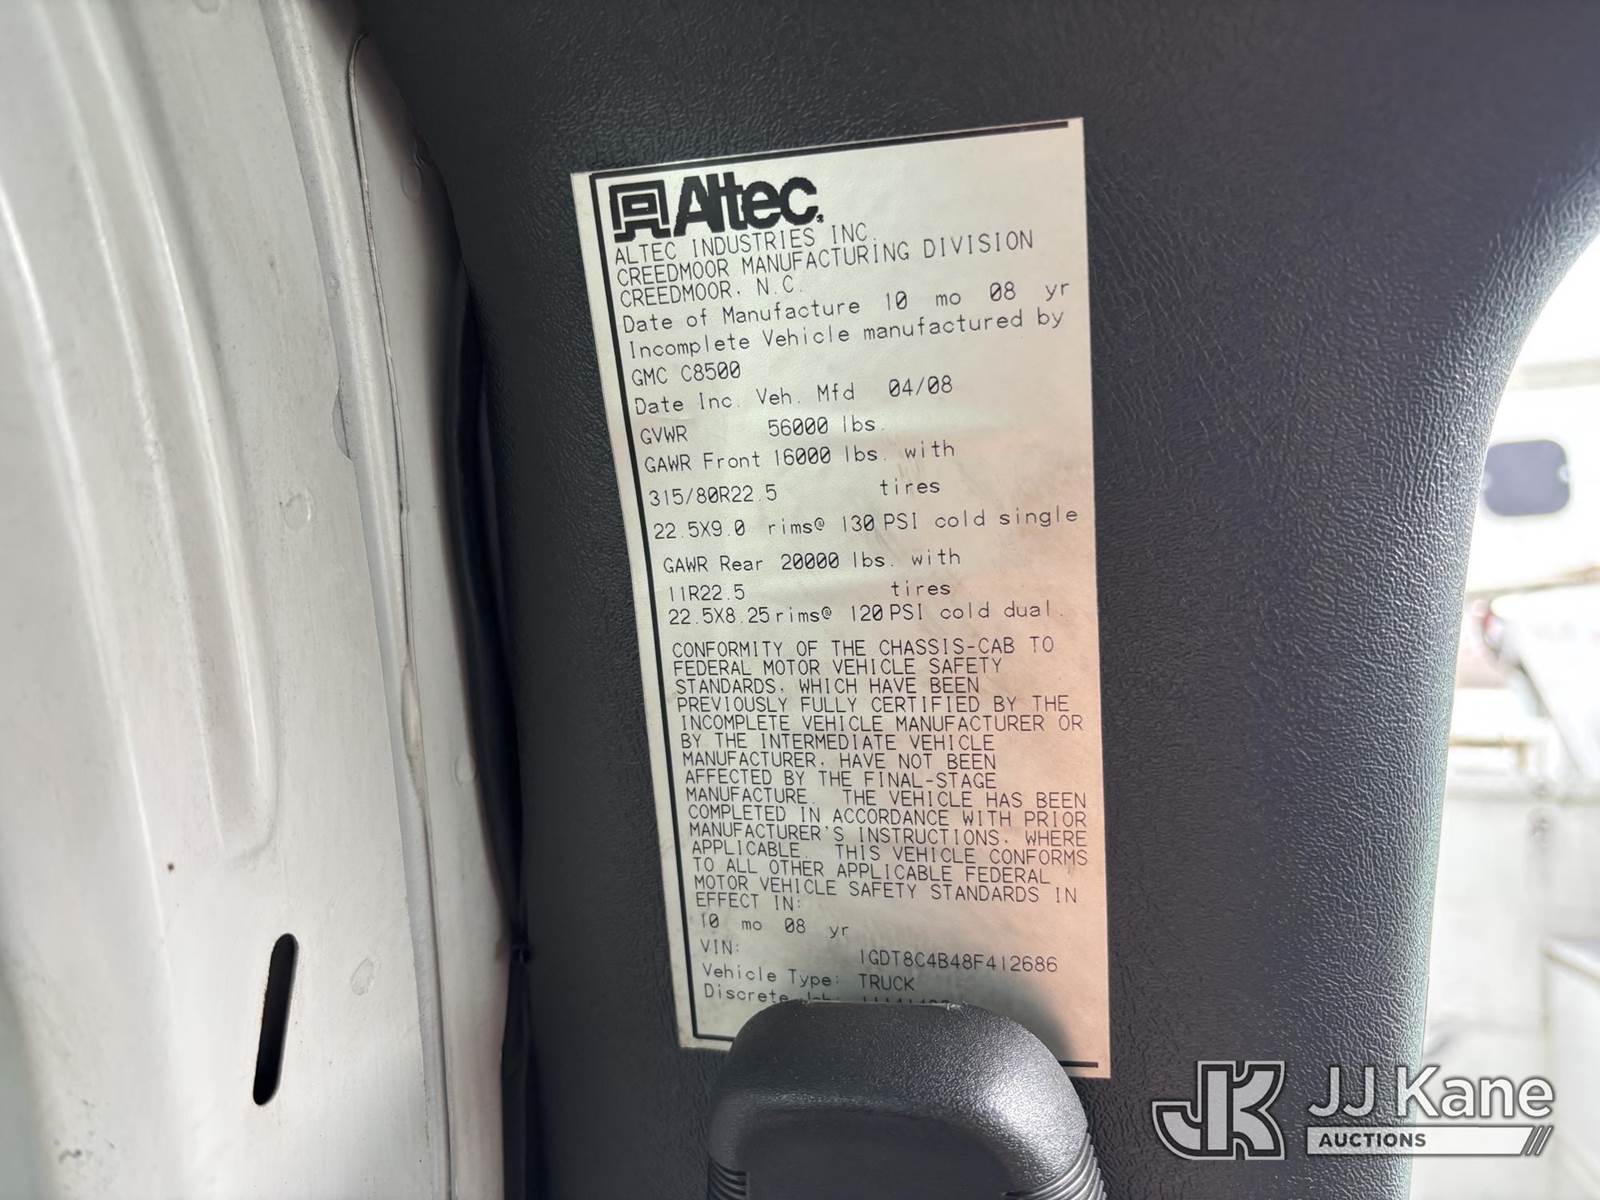 Altec
ALTEC INDUSTRIES INC.
CREEDMOOR MANUFACTURING DIVISION
CREEDMOOR, N.C.
Date of Manufacture 10 mo 08 yr
Incomplete Vehicle manufactured by
GMC C8500
Date Inc. Veh. Mfd 04/08
GVWR 56000 lbs.
GAWR Front 16000 lbs. with
315/80R22.5 tires
22.5X9.0 rims@ 130 PSI cold single
GAWR Rear 20000 lbs. with
11R22.5 tires
22.5X8.25 rims@ 120 PSI cold dual.
CONFORMITY OF THE CHASSIS-CAB TO
FEDERAL MOTOR VEHICLE SAFETY
STANDARDS, WHICH HAVE BEEN
PREVIOUSLY FULLY CERTIFIED BY THE
INCOMPLETE VEHICLE MANUFACTURER OR
BY THE INTERMEDIATE VEHICLE
MANUFACTURER, HAVE NOT BEEN
AFFECTED BY THE FINAL-STAGE
MANUFACTURE. THE VEHICLE HAS BEEN
COMPLETED IN ACCORDANCE WITH PRIOR
MANUFACTURER'S INSTRUCTIONS, WHERE
APPLICABLE. THIS VEHICLE CONFORMS
TO ALL OTHER APPLICABLE FEDERAL
MOTOR VEHICLE SAFETY STANDARDS IN
EFFECT IN:
10 mo 08 yr
VIN: 1GDT8C4B48F412686
Vehicle Type: TRUCK
Discrete
JK JJ Kane
AUCTIONS